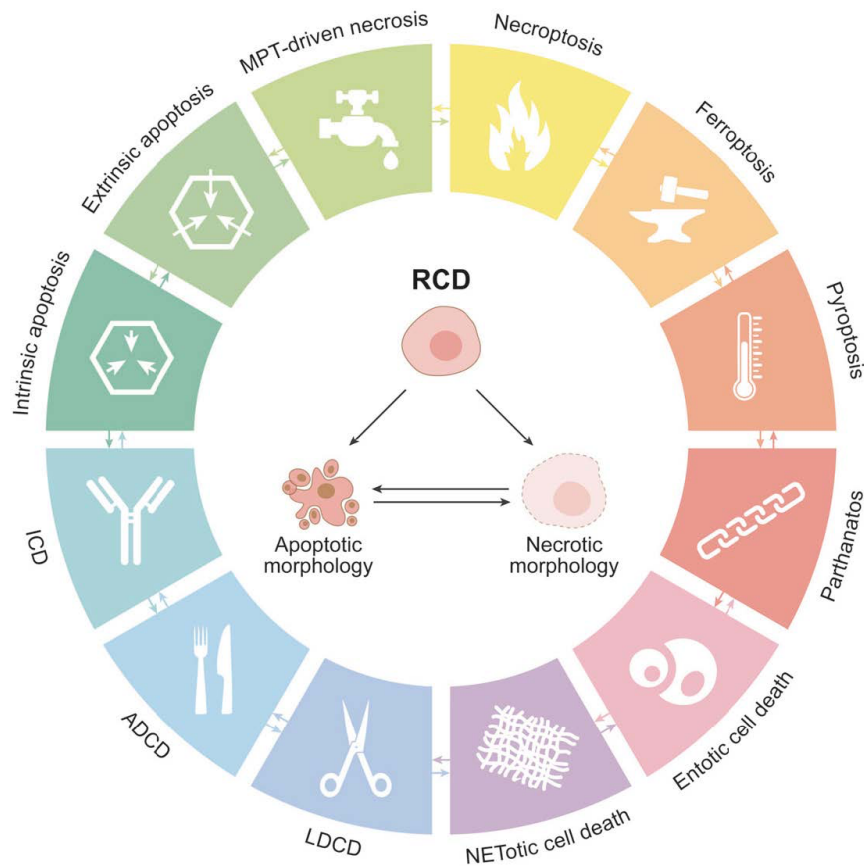 MPT-driven necrosis
Necroptosis
Ferroptosis
Pyroptosis
Parthanatos
Entotic cell death
NETotic cell death
LDCD
ADCD
ICD
Intrinsic apoptosis
Extrinsic apoptosis
RCD
Apoptotic
morphology
Necrotic
morphology